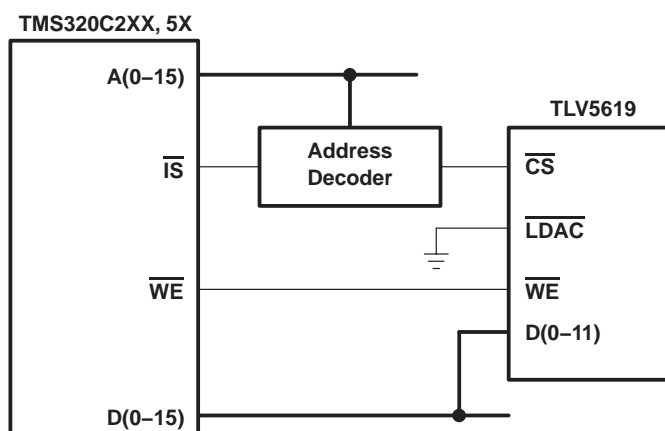 TMS320C2XX, 5X
A(0–15)
TLV5619
Address
Decoder
IS
CS
LDAC
WE
WE
D(0–11)
D(0–15)